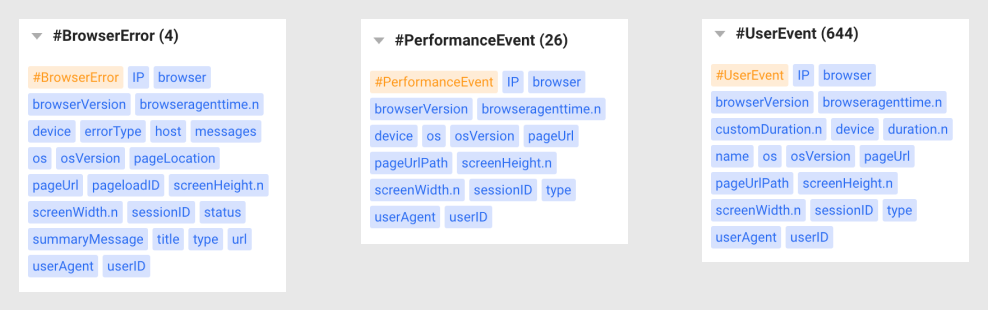 #BrowserError (4)
#BrowserError IP browser
browserVersion browseragenttime.n
device errorType host messages
os osVersion pageLocation
pageUrl pageloadID screenHeight.n
screenWidth.n sessionID status
summaryMessage title type url
userAgent userID
#PerformanceEvent (26)
#PerformanceEvent IP browser
browserVersion browseragenttime.n
device os osVersion pageUrl
pageUrlPath screenHeight.n
screenWidth.n sessionID type
userAgent userID
#UserEvent (644)
#UserEvent IP browser
browserVersion browseragenttime.n
customDuration.n device duration.n
name os osVersion pageUrl
pageUrlPath screenHeight.n
screenWidth.n sessionID type
userAgent userID